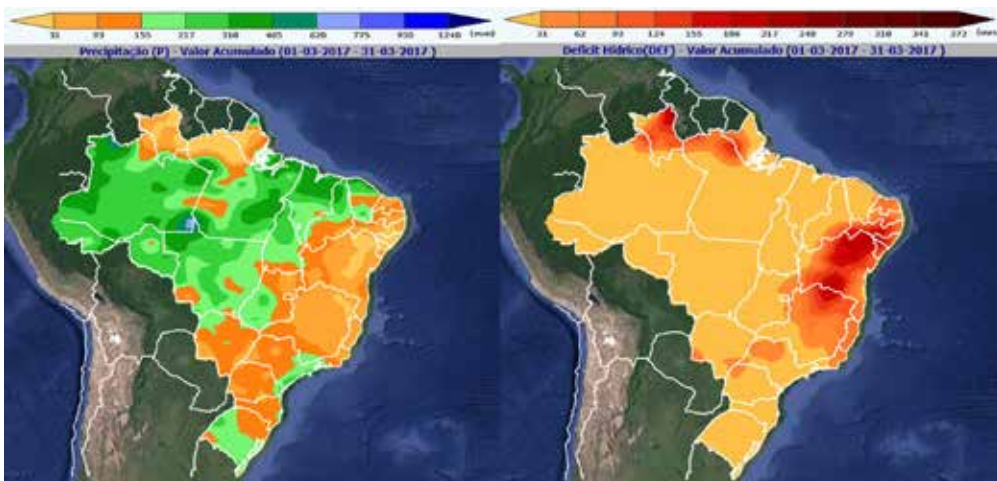 31 93 155 217 310 465 620 775 930 1240 (mm)
Precipitação (P) - Valor Acumulado (01-03-2017 - 31-03-2017 )
31 62 93 124 155 186 217 248 279 310 341 372 (mm)
Deficit Hídrico(DEF) - Valor Acumulado (01-03-2017 - 31-03-2017 )